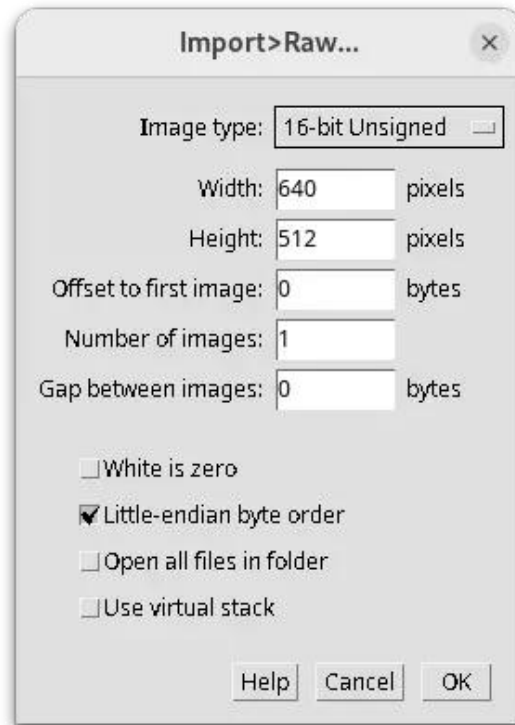 Import>Raw...
Image type: 16-bit Unsigned
Width: 640 pixels
Height: 512 pixels
Offset to first image: 0 bytes
Number of images: 1
Gap between images: 0 bytes
White is zero
Little-endian byte order
Open all files in folder
Use virtual stack
Help Cancel OK